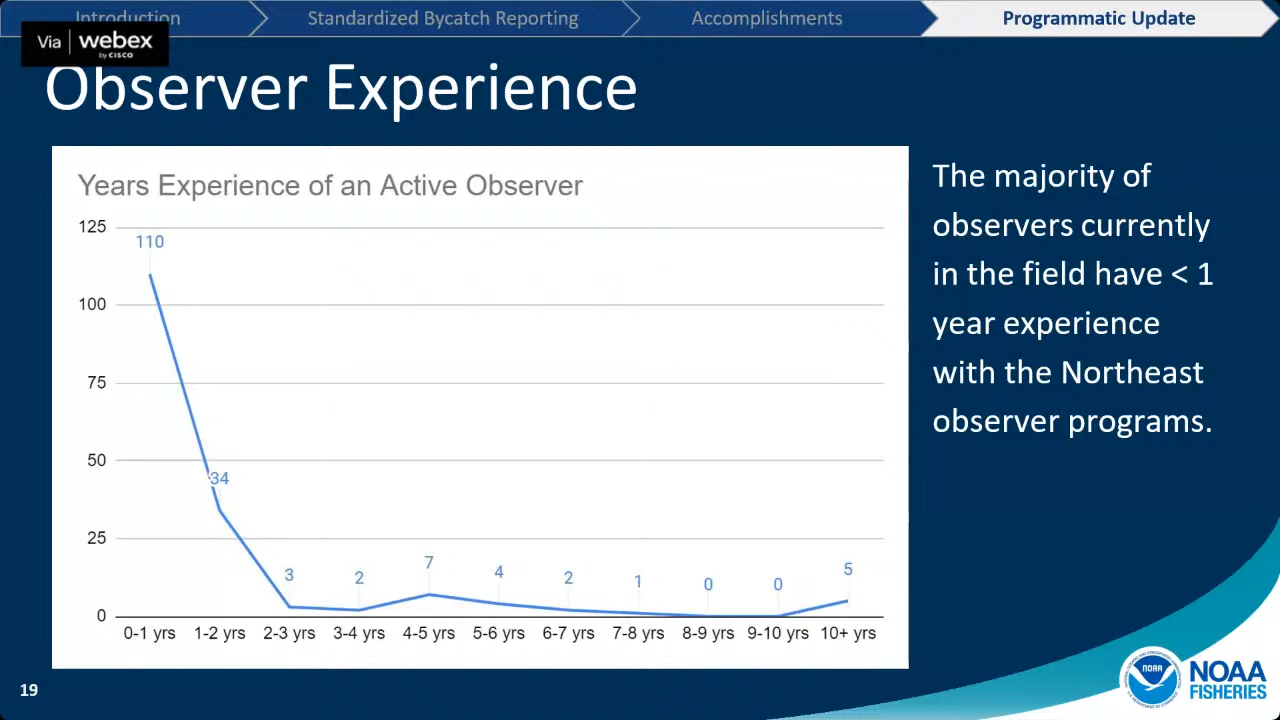 Introduction
Standardized Bycatch Reporting
Accomplishments
Programmatic Update
Via webex
by CISCO
Observer Experience
Years Experience of an Active Observer
125
100
75
50
25
0
110
34
3
2
7
4
2
1
0
0
5
0-1 yrs
1-2 yrs
2-3 yrs
3-4 yrs
4-5 yrs
5-6 yrs
6-7 yrs
7-8 yrs
8-9 yrs
9-10 yrs
10+ yrs
The majority of
observers currently
in the field have < 1
year experience
with the Northeast
observer programs.
19
NOAA
NOAA
FISHERIES